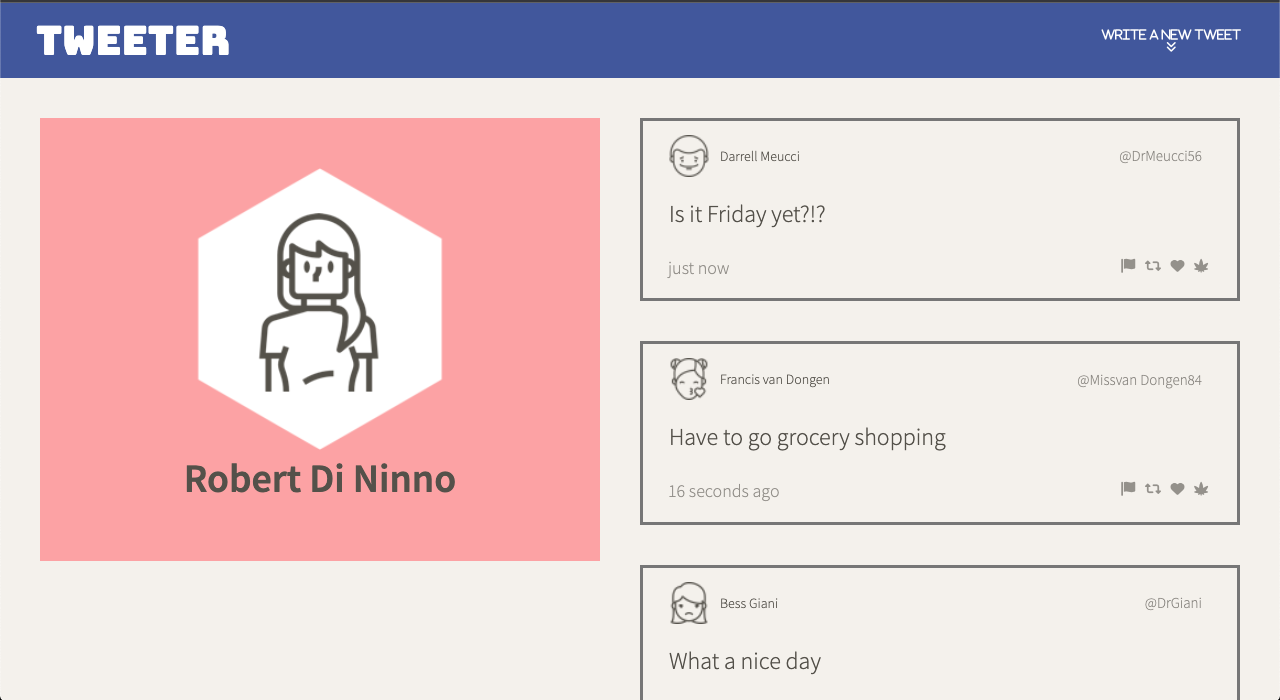 TWEETER
WRITE A NEW TWEET
Robert Di Ninno
Darrell Meucci
@DrMeucci56
Is it Friday yet?!?
just now
Francis van Dongen
@Missvan Dongen84
Have to go grocery shopping
16 seconds ago
Bess Giani
@DrGiani
What a nice day